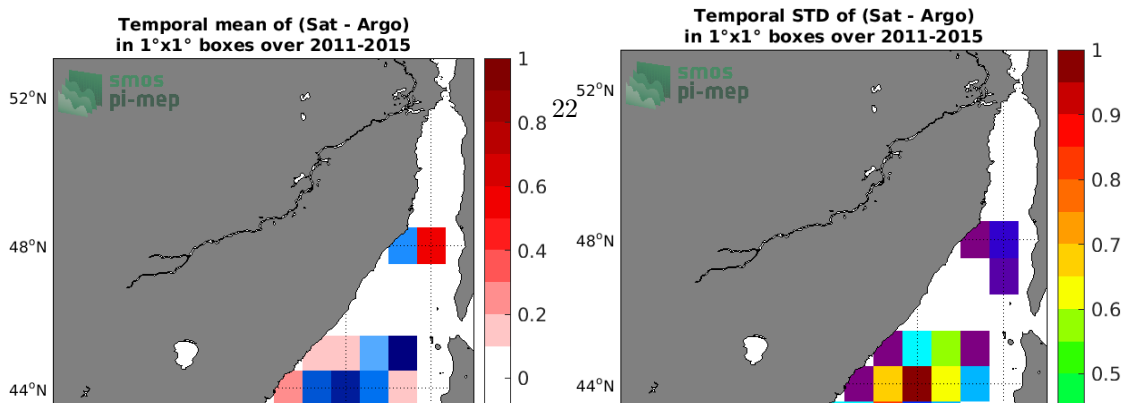 Temporal mean of (Sat - Argo)
in 1°x1° boxes over 2011-2015
smos
pi-mep
52°N
48°N
44°N
1
0.8
0.6
0.4
0.2
0
22
Temporal STD of (Sat - Argo)
in 1°x1° boxes over 2011-2015
smos
pi-mep
52°N
48°N
44°N
1
0.9
0.8
0.7
0.6
0.5